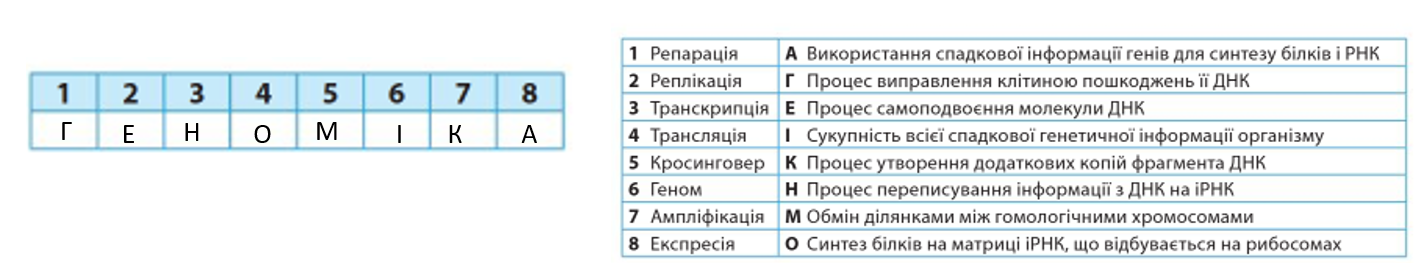 1 2 3 4 5 6 7 8
Г Е Н О М І К А
1 Репарація А Використання спадкової інформації генів для синтезу білків і РНК
2 Реплікація Г Процес виправлення клітиною пошкоджень її ДНК
3 Транскрипція Е Процес самоподвоєння молекули ДНК
4 Трансляція І Сукупність всієї спадкової генетичної інформації організму
5 Кросинговер К Процес утворення додаткових копій фрагмента ДНК
6 Геном Н Процес переписування інформації з ДНК на іРНК
7 Ампліфікація М Обмін ділянками між гомологічними хромосомами
8 Експресія О Синтез білків на матриці іРНК, що відбувається на рибосомах